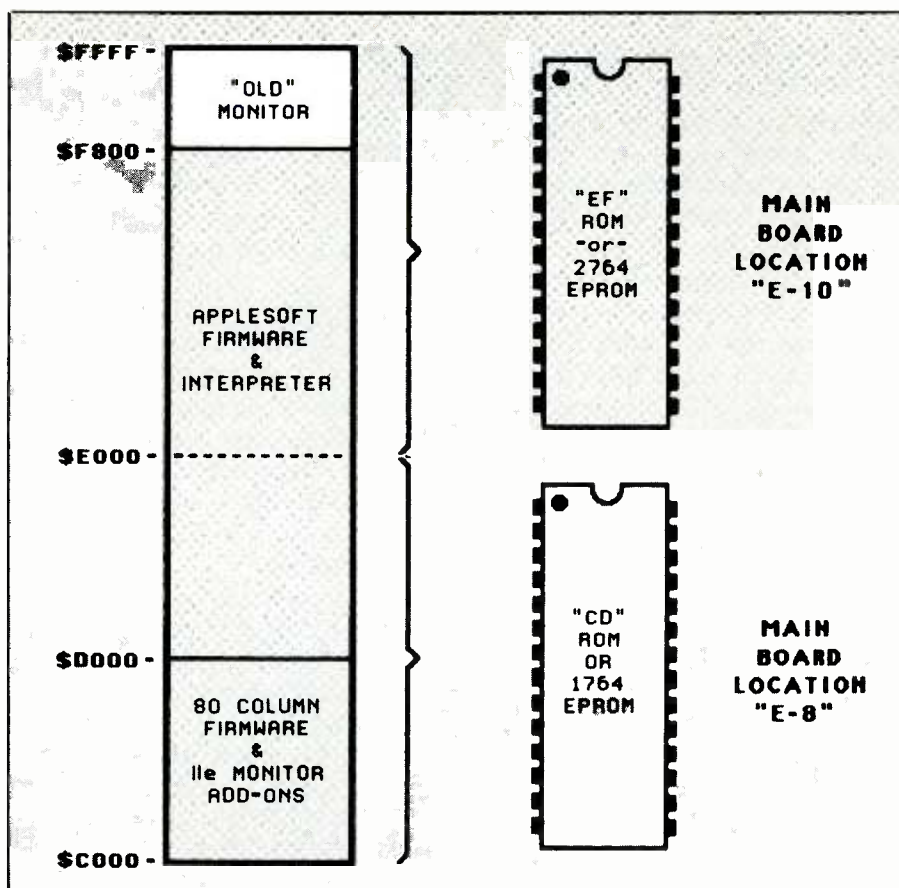 $FFFF-
"OLD"
MONITOR
$F800-
APPLESOFT
FIRMWARE
&
INTERPRETER
$E000-
$D000-
80 COLUMN
FIRMWARE
&
IIe MONITOR
ADD-ONS
$C000-
"EF"
ROM
-or-
2764
EPROM
MAIN
BOARD
LOCATION
"E-10"
"CD"
ROM
OR
1764
EPROM
MAIN
BOARD
LOCATION
"E-8"